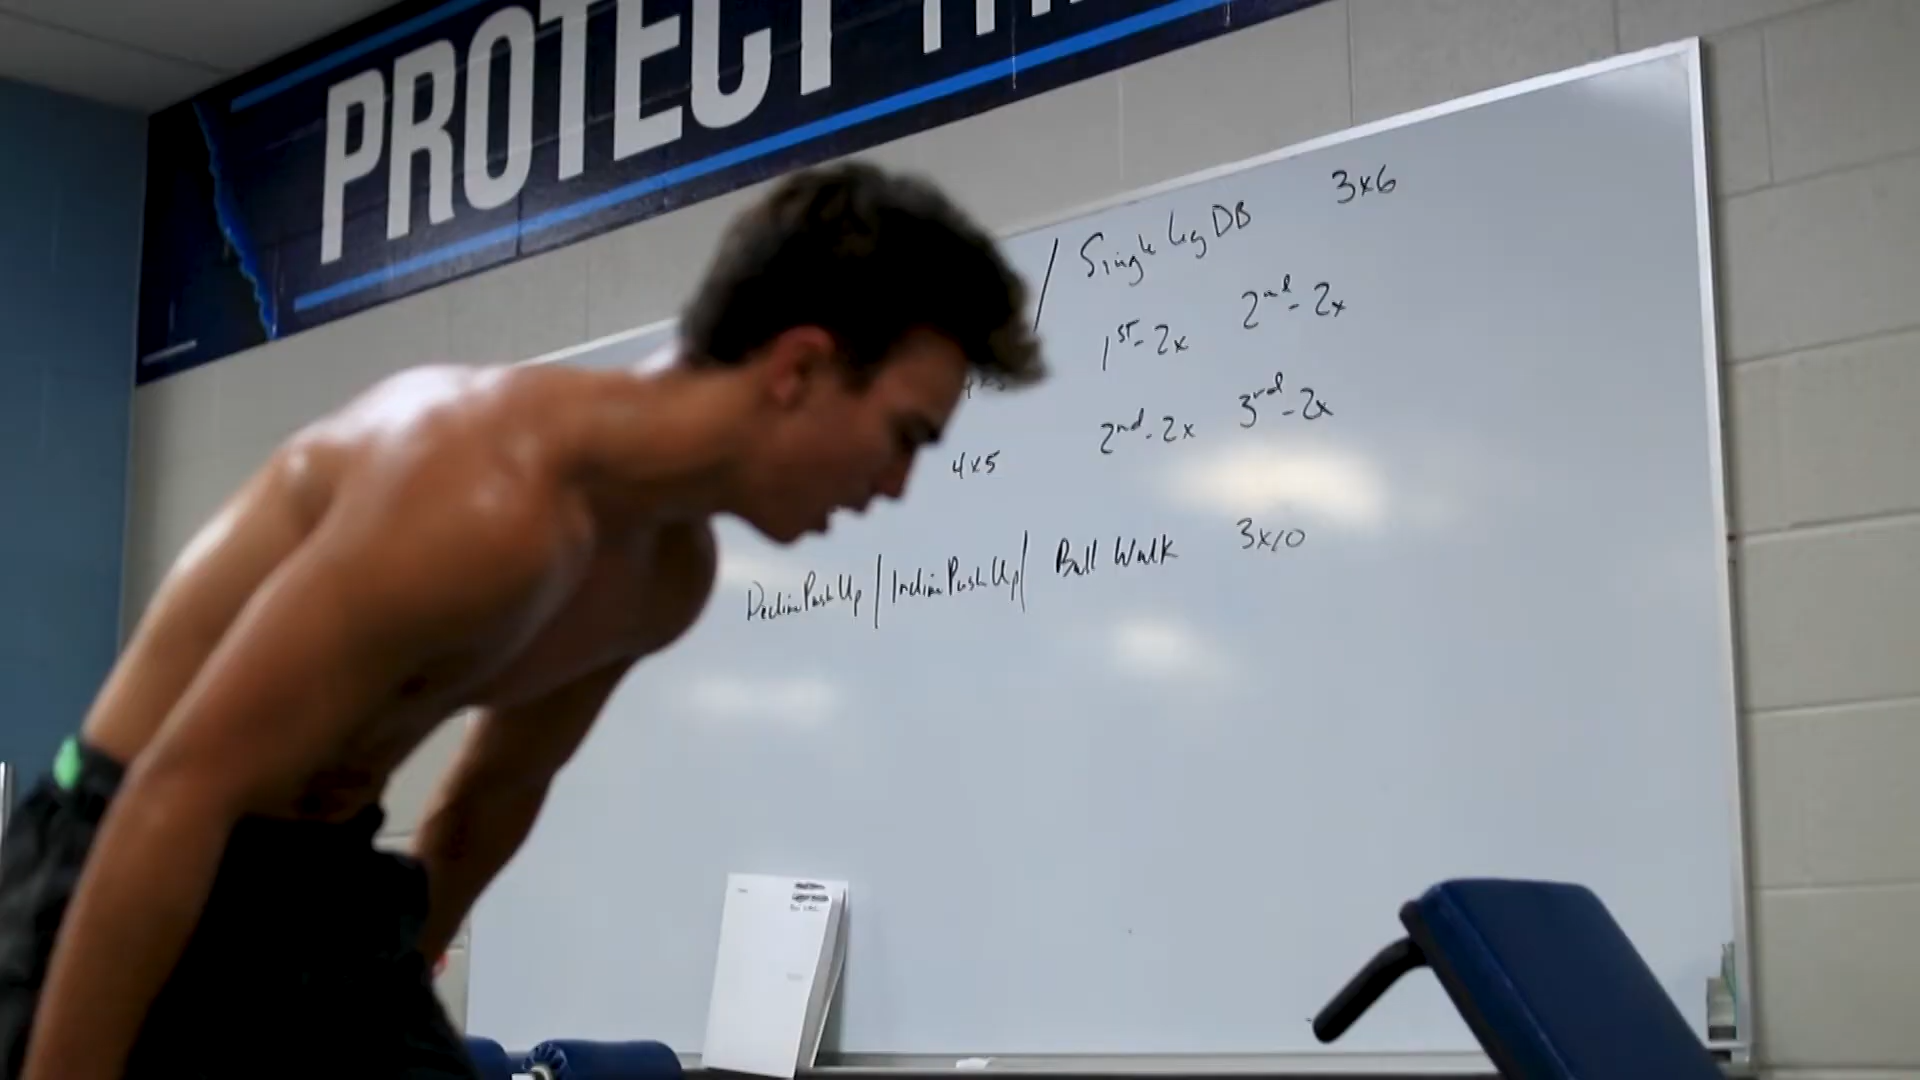 PROTECT
/ Single Leg DB 3x6
1st - 2x 2nd - 2x
2nd - 2x 3rd - 2x
4x5
Decline Push Up / Incline Push Up / Ball Walk 3x10